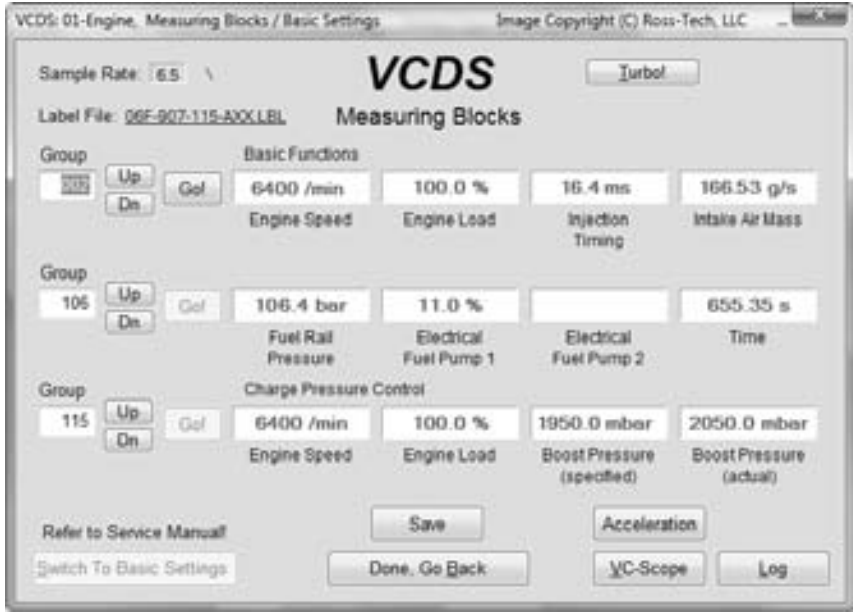 VCDS: 01-Engine, Measuring Blocks / Basic Settings Image Copyright (C) Ross-Tech, LLC
Sample Rate: 6.5 \
VCDS
Turbo!
Label File: 06F-907-115-AXX.LBL
Measuring Blocks
Group
Basic Functions
Up
Dn
Go!
6400 /min 100.0 % 16.4 ms 166.53 g/s
Engine Speed Engine Load Injection Timing Intake Air Mass
Group
106
Up
Dn
Go!
106.4 bar 11.0 % 655.35 s
Fuel Rail Pressure Electrical Fuel Pump 1 Electrical Fuel Pump 2 Time
Group
Charge Pressure Control
115
Up
Dn
Go!
6400 /min 100.0 % 1950.0 mbar 2050.0 mbar
Engine Speed Engine Load Boost Pressure (specified) Boost Pressure (actual)
Refer to Service Manual!
Save
Acceleration
Switch To Basic Settings
Done, Go Back
VC-Scope
Log